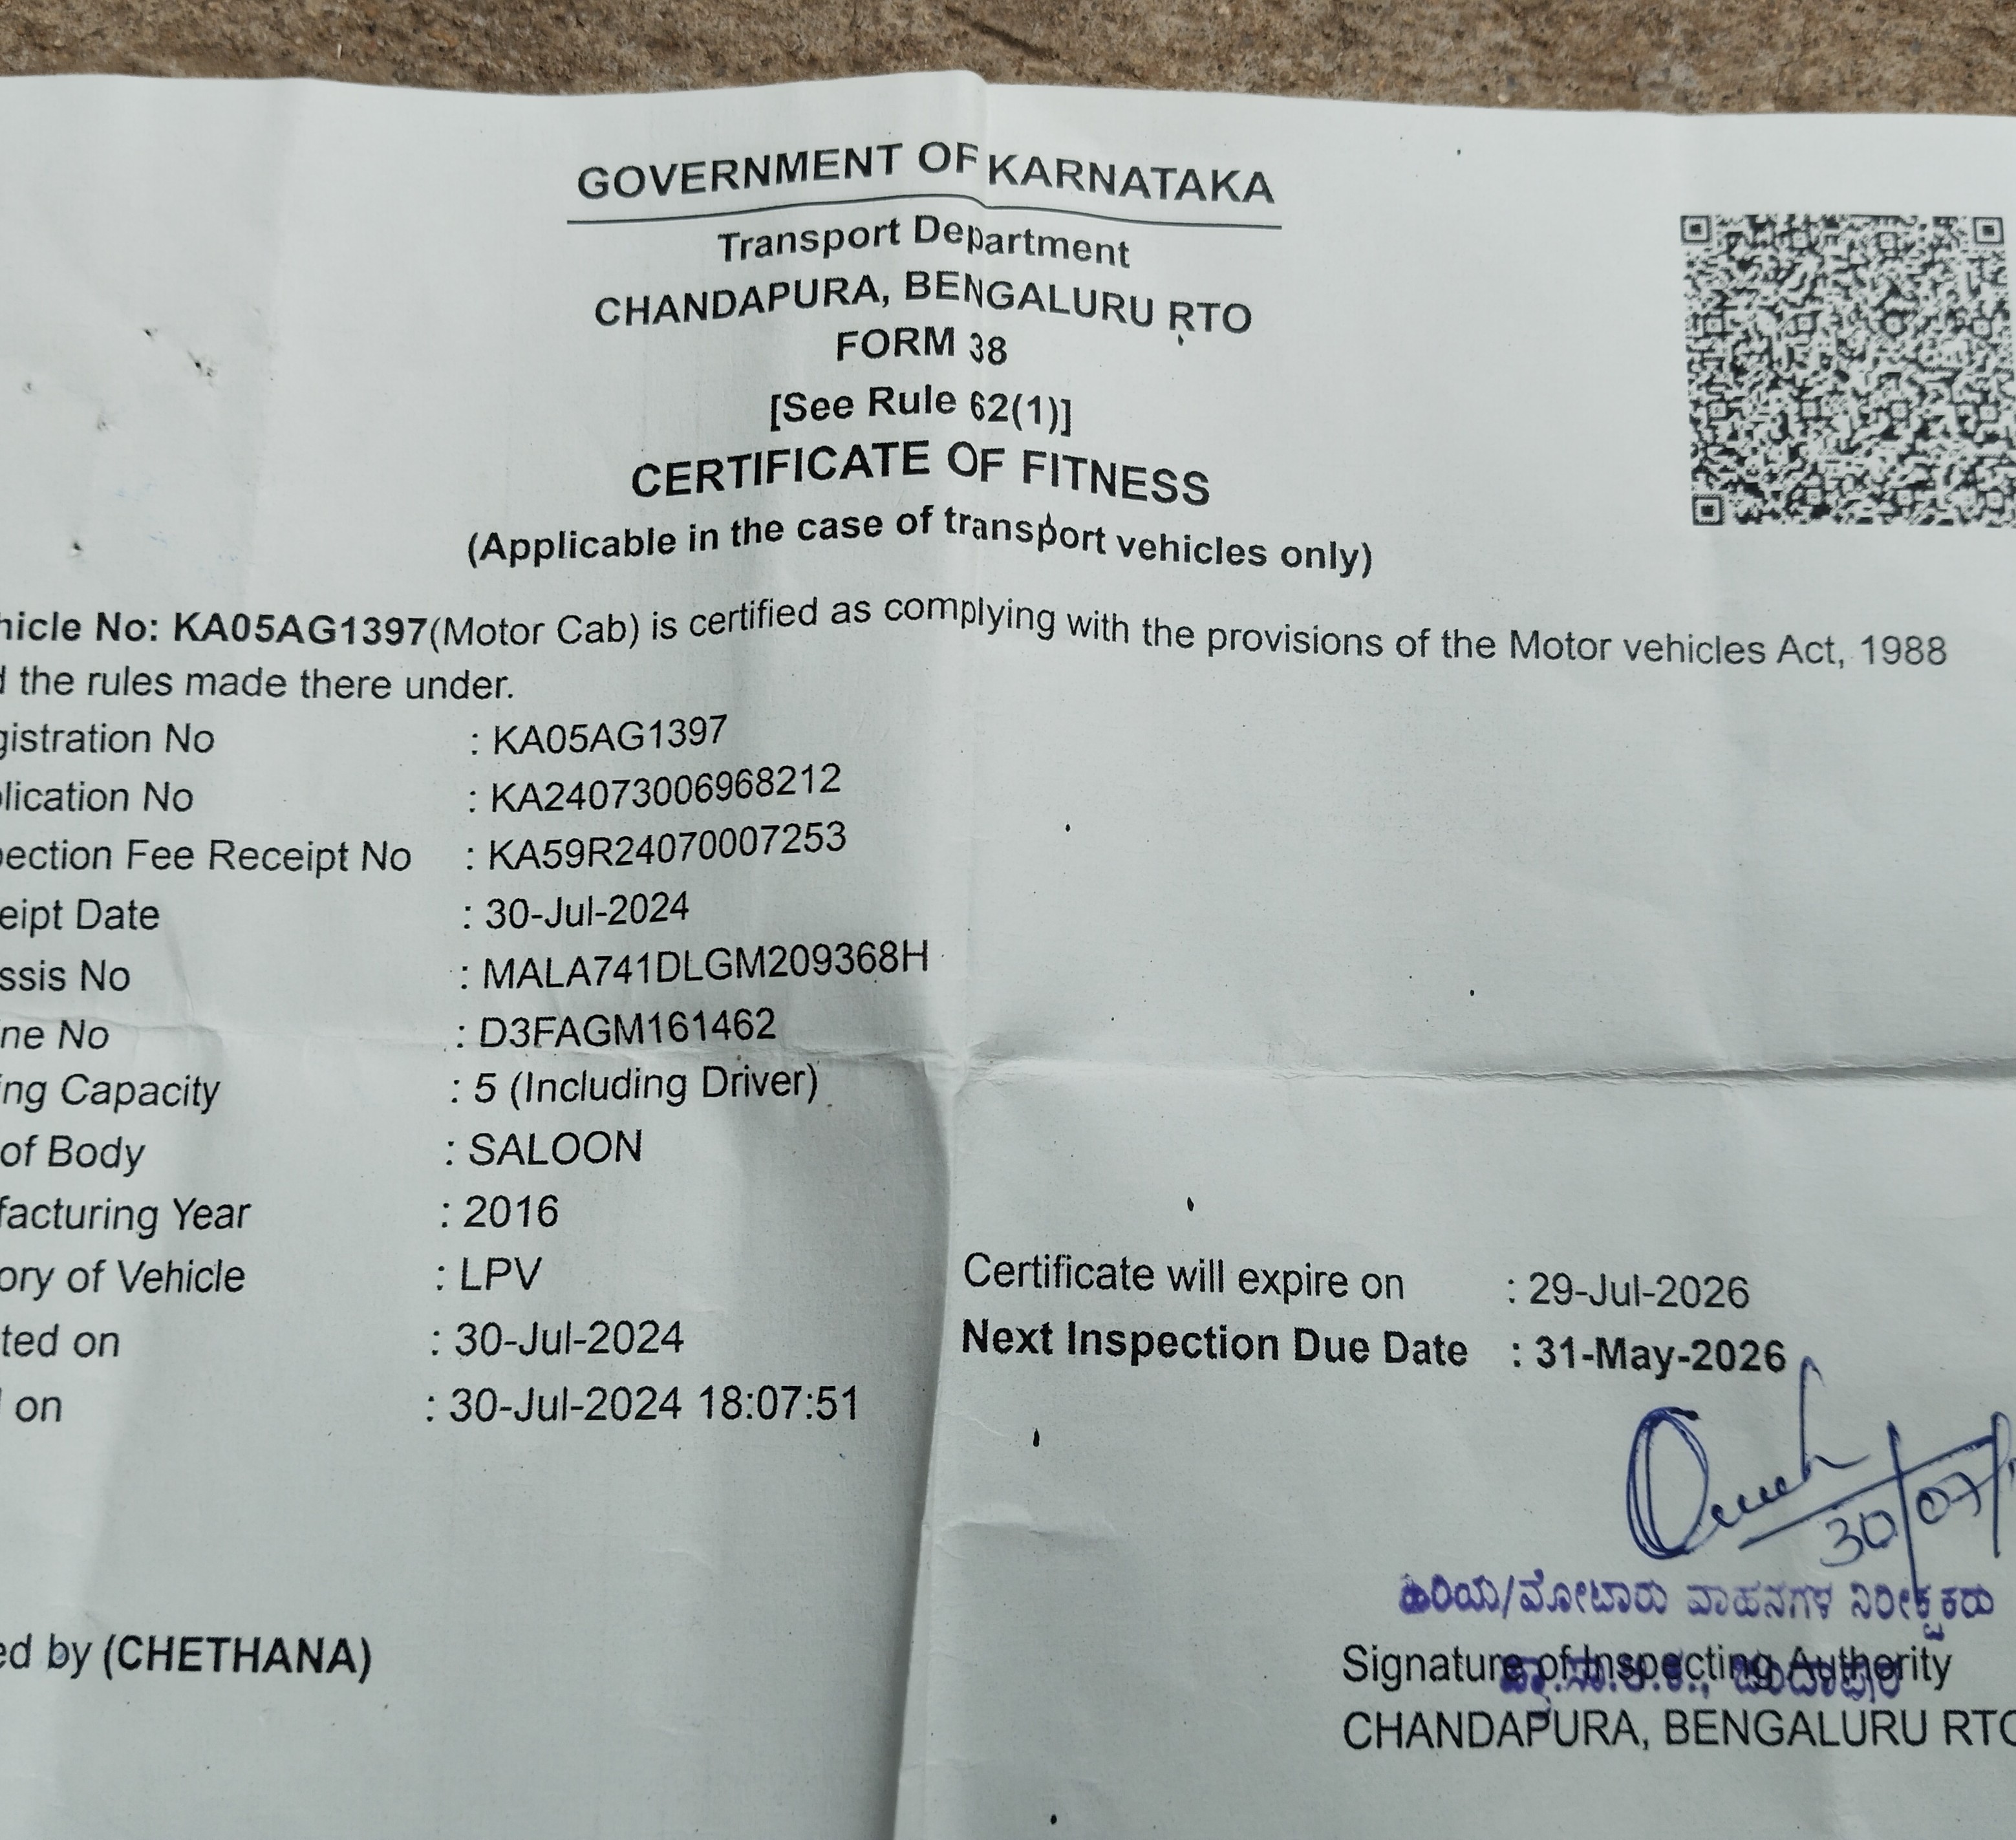 GOVERNMENT OF KARNATAKA
Transport Department
CHANDAPURA, BENGALURU RTO
FORM 38
[See Rule 62(1)]
CERTIFICATE OF FITNESS
(Applicable in the case of transport vehicles only)
hicle No: KA05AG1397(Motor Cab) is certified as complying with the provisions of the Motor vehicles Act, 1988
d the rules made there under.
gistration No : KA05AG1397
lication No : KA24073006968212
ection Fee Receipt No : KA59R24070007253
eipt Date : 30-Jul-2024
ssis No : MALA741DLGM209368H
ne No : D3FAGM161462
ng Capacity : 5 (Including Driver)
of Body : SALOON
facturing Year : 2016
ory of Vehicle : LPV Certificate will expire on : 29-Jul-2026
ted on : 30-Jul-2024 Next Inspection Due Date : 31-May-2026
on : 30-Jul-2024 18:07:51
30/07/
ಹಿರಿಯ/ಮೋಟಾರು ವಾಹನಗಳ ನಿರೀಕ್ಷಕರು
ed by (CHETHANA) Signature of Inspecting Authority
CHANDAPURA, BENGALURU RTO